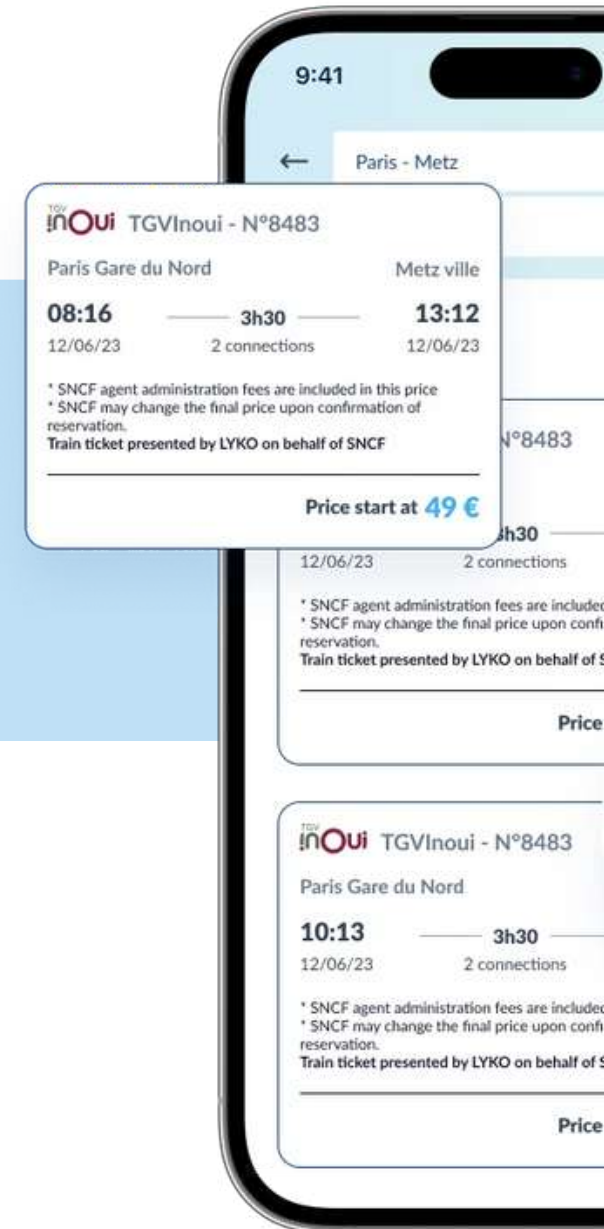 9:41
Paris - Metz
TGV
inOui TGVInoui - N°8483
Paris Gare du Nord Metz ville
08:16 3h30 13:12
12/06/23 2 connections 12/06/23
* SNCF agent administration fees are included in this price
* SNCF may change the final price upon confirmation of
reservation.
Train ticket presented by LYKO on behalf of SNCF
Price start at 49 €
N°8483
3h30
12/06/23 2 connections
* SNCF agent administration fees are included
* SNCF may change the final price upon
reservation.
Train ticket presented by LYKO on behalf of
Price
TGV
inOui TGVInoui - N°8483
Paris Gare du Nord
10:13 3h30
12/06/23 2 connections
* SNCF agent administration fees are included
* SNCF may change the final price upon
reservation.
Train ticket presented by LYKO on behalf of
Price